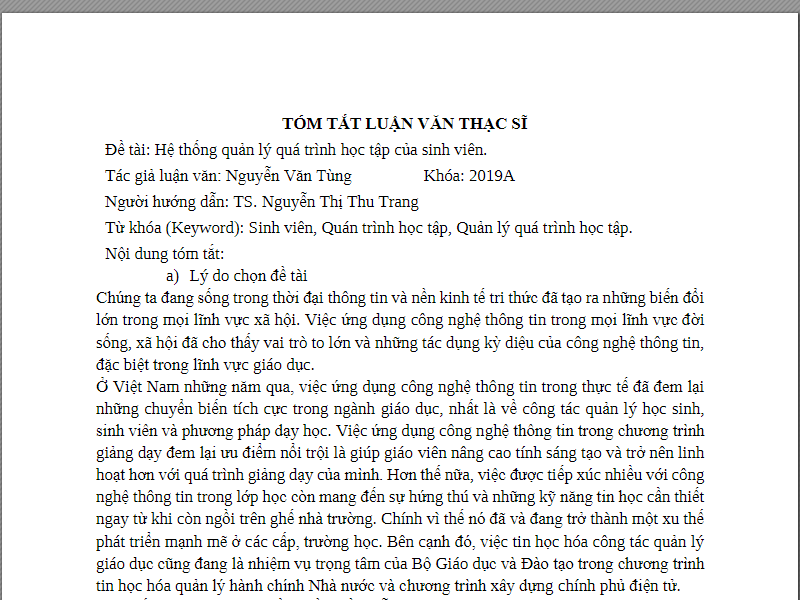 TÓM TẮT LUẬN VĂN THẠC SĨ
Đề tài: Hệ thống quản lý quá trình học tập của sinh viên.
Tác giả luận văn: Nguyễn Văn Tùng Khóa: 2019A
Người hướng dẫn: TS. Nguyễn Thị Thu Trang
Từ khóa (Keyword): Sinh viên, Quán trình học tập, Quản lý quá trình học tập.
Nội dung tóm tắt:
a) Lý do chọn đề tài
Chúng ta đang sống trong thời đại thông tin và nền kinh tế tri thức đã tạo ra những biến đổi
lớn trong mọi lĩnh vực xã hội. Việc ứng dụng công nghệ thông tin trong mọi lĩnh vực đời
sống, xã hội đã cho thấy vai trò to lớn và những tác dụng kỳ diệu của công nghệ thông tin,
đặc biệt trong lĩnh vực giáo dục.
Ở Việt Nam những năm qua, việc ứng dụng công nghệ thông tin trong thực tế đã đem lại
những chuyển biến tích cực trong ngành giáo dục, nhất là về công tác quản lý học sinh,
sinh viên và phương pháp dạy học. Việc ứng dụng công nghệ thông tin trong chương trình
giảng dạy đem lại ưu điểm nổi trội là giúp giáo viên nâng cao tính sáng tạo và trở nên linh
hoạt hơn với quá trình giảng dạy của mình. Hơn thế nữa, việc được tiếp xúc nhiều với công
nghệ thông tin trong lớp học còn mang đến sự hứng thú và những kỹ năng tin học cần thiết
ngay từ khi còn ngồi trên ghế nhà trường. Chính vì thế nó đã và đang trở thành một xu thế
phát triển mạnh mẽ ở các cấp, trường học. Bên cạnh đó, việc tin học hóa công tác quản lý
giáo dục cũng đang là nhiệm vụ trọng tâm của Bộ Giáo dục và Đào tạo trong chương trình
tin học hóa quản lý hành chính Nhà nước và chương trình xây dựng chính phủ điện tử.